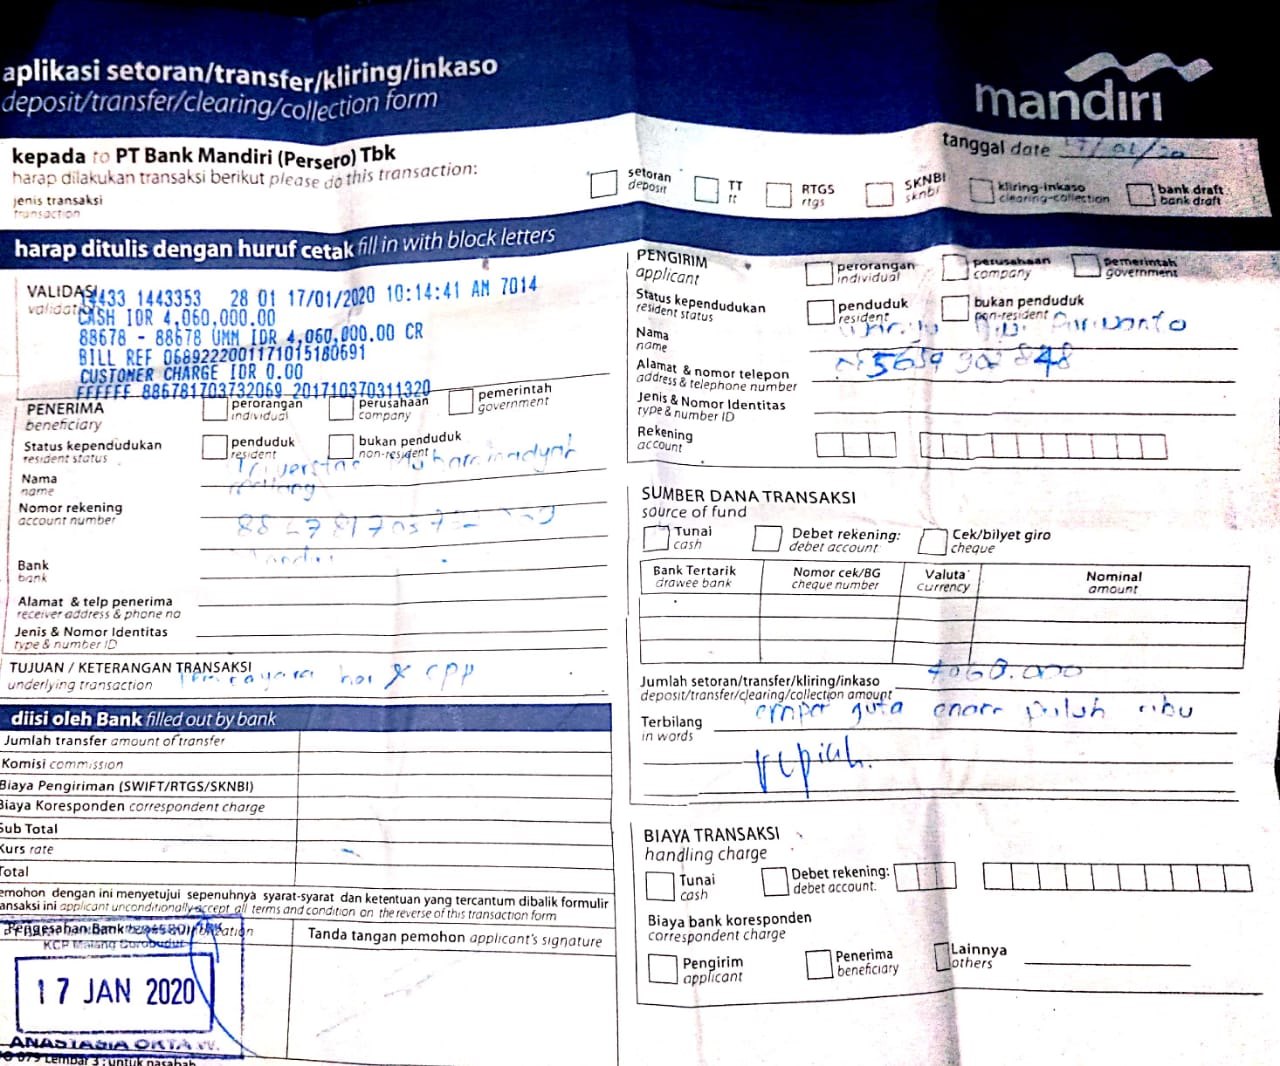 aplikasi setoran/transfer/kliring/inkaso
deposit/transfer/clearing/collection form
mandiri
kepada to PT Bank Mandiri (Persero) Tbk
harap dilakukan transaksi berikut please do this transaction:
tanggal date 17/01/20
jenis transaksi
transaction
setoran
deposit
TT
tt
RTGS
rtgs
SKNBI
sknbi
kliring-inkaso
clearing-collection
bank draft
bank draft
harap ditulis dengan huruf cetak fill in with block letters
VALIDASI
validation
14433 1443353 28 01 17/01/2020 10:14:41 AM 7014
CASH IDR 4,060,000.00
88678 - 88678 UMM IDR 4,060,000.00 CR
BILL REF 0689222001171015180691
CUSTOMER CHARGE IDR 0.00
FFFFFF 886781703732069 201710370311320
PENERIMA
beneficiary
perorangan
individual
perusahaan
company
pemerintah
government
Status kependudukan
resident status
penduduk
resident
bukan penduduk
non-resident
Nama
name
Universitas Muhammadyah
Malang
Nomor rekening
account number
Bank
bank
Mandiri
Alamat & telp penerima
receiver address & phone no
Jenis & Nomor Identitas
type & number ID
TUJUAN / KETERANGAN TRANSAKSI
underlying transaction
diisi oleh Bank filled out by bank
Jumlah transfer amount of transfer
Komisi commission
Biaya Pengiriman (SWIFT/RTGS/SKNBI)
Biaya Koresponden correspondent charge
Sub Total
Kurs rate
Total
emohon dengan ini menyetujui sepenuhnya syarat-syarat dan ketentuan yang tercantum dibalik formulir
ansaksi ini applicant unconditionally accept all terms and condition on the reverse of this transaction form
Pengesahan Bank
KCP Malang Borobudur
17 JAN 2020
ANASTASIA OKTA W.
Tanda tangan pemohon applicant's signature
079 Lembar 3 : untuk nasabah
PENGIRIM
applicant
perorangan
individual
perusahaan
company
pemerintah
government
Status kependudukan
resident status
penduduk
resident
bukan penduduk
non-resident
Nama
name
Purwanto
Alamat & nomor telepon
address & telephone number
Jenis & Nomor Identitas
type & number ID
Rekening
account
SUMBER DANA TRANSAKSI
source of fund
Tunai
cash
Debet rekening:
debet account:
Cek/bilyet giro
cheque
Bank Tertarik
drawee bank
Nomor cek/BG
cheque number
Valuta
currency
Nominal
amount
Jumlah setoran/transfer/kliring/inkaso
deposit/transfer/clearing/collection amount
4060.000
Terbilang
in words
empat guta enam puluh ribu
rupiah.
BIAYA TRANSAKSI
handling charge
Tunai
cash
Debet rekening:
debet account:
Biaya bank koresponden
correspondent charge
Pengirim
applicant
Penerima
beneficiary
Lainnya
others